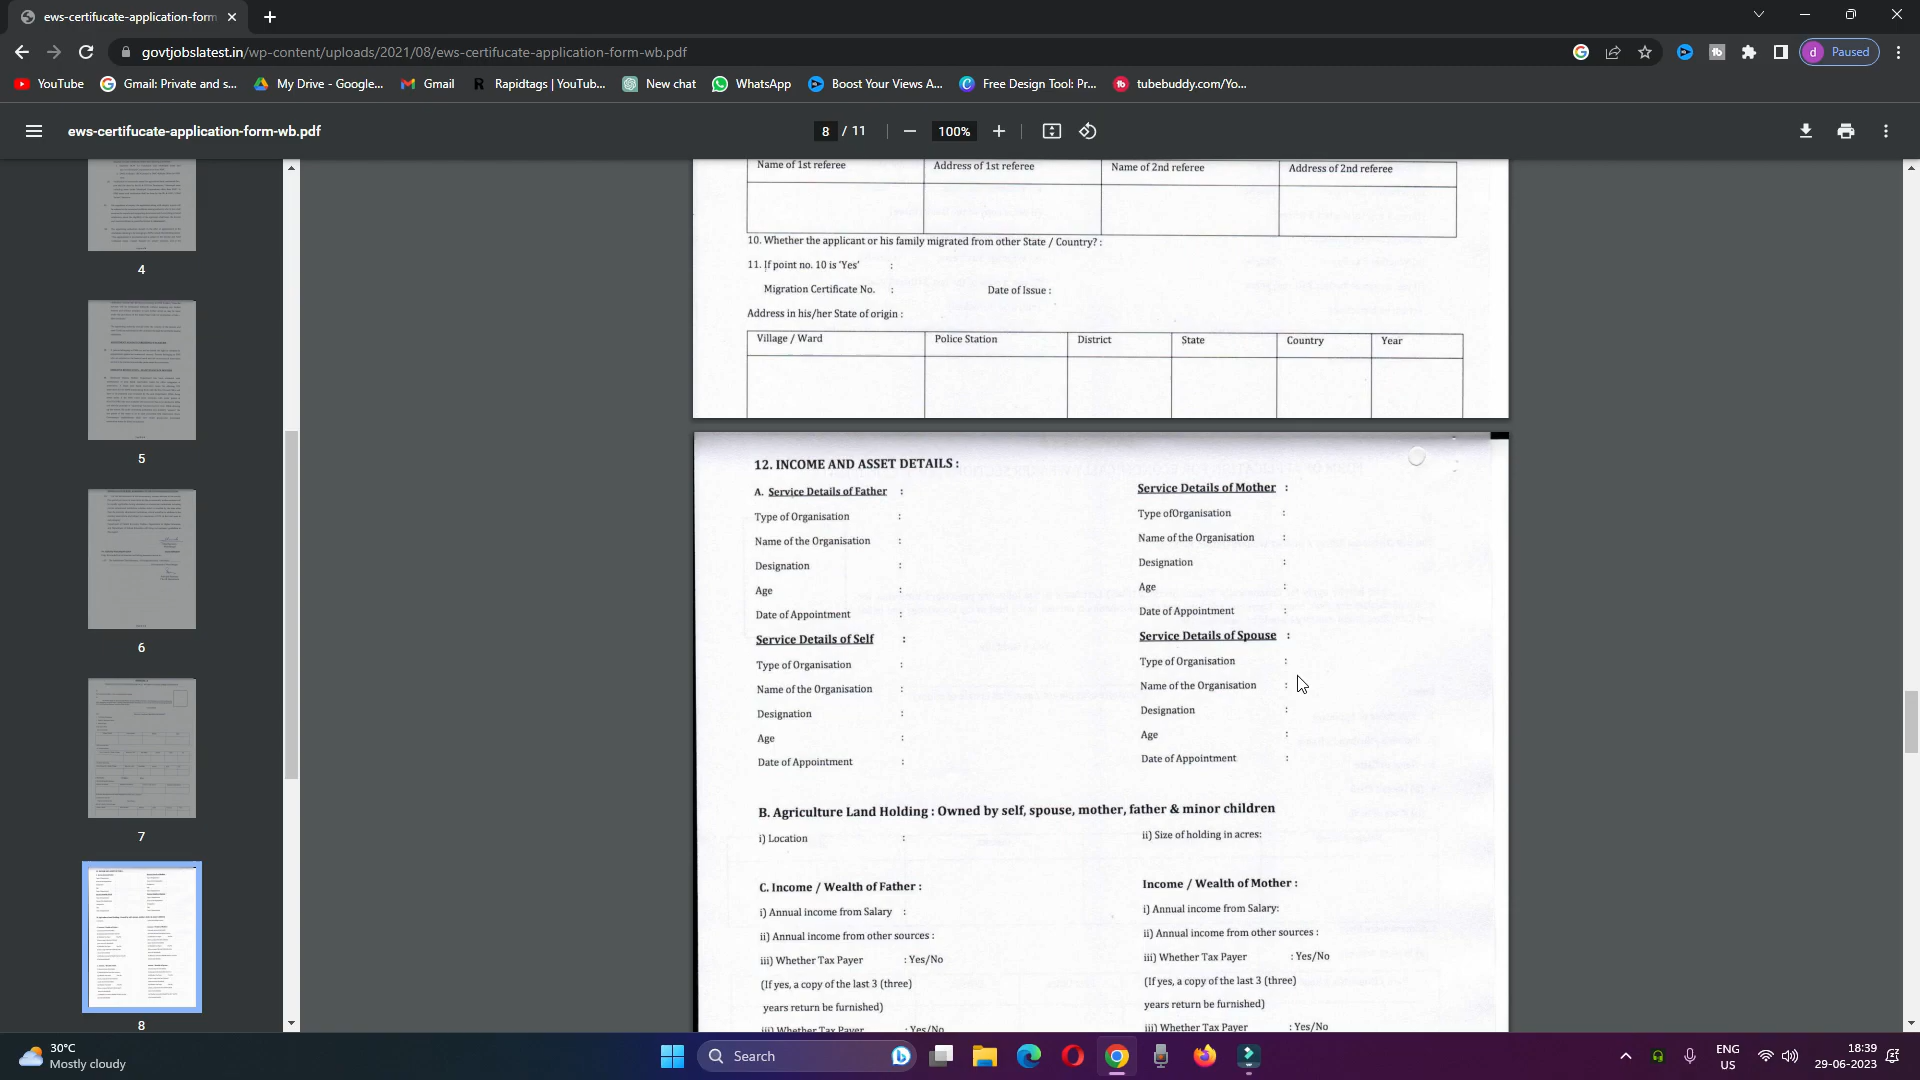 ews-certifucate-application-form
govtjobslatest.in/wp-content/uploads/2021/08/ews-certifucate-application-form-wb.pdf
d Paused
YouTube
Gmail: Private and s...
My Drive - Google...
Gmail
Rapidtags | YouTub...
New chat
WhatsApp
Boost Your Views A...
Free Design Tool: Pr...
tubebuddy.com/Yo...
ews-certifucate-application-form-wb.pdf
8 / 11
100%
4
5
6
7
8
Name of 1st referee
Address of 1st referee
Name of 2nd referee
Address of 2nd referee
10. Whether the applicant or his family migrated from other State / Country? :
11. If point no. 10 is 'Yes' :
Migration Certificate No. :
Date of Issue :
Address in his/her State of origin :
Village / Ward
Police Station
District
State
Country
Year
12. INCOME AND ASSET DETAILS :
A. Service Details of Father :
Type of Organisation :
Name of the Organisation :
Designation :
Age :
Date of Appointment :
Service Details of Mother :
Type ofOrganisation :
Name of the Organisation :
Designation :
Age :
Date of Appointment :
Service Details of Self :
Type of Organisation :
Name of the Organisation :
Designation :
Age :
Date of Appointment :
Service Details of Spouse :
Type of Organisation :
Name of the Organisation :
Designation :
Age :
Date of Appointment :
B. Agriculture Land Holding : Owned by self, spouse, mother, father & minor children
i) Location :
ii) Size of holding in acres:
C. Income / Wealth of Father :
i) Annual income from Salary :
ii) Annual income from other sources :
iii) Whether Tax Payer : Yes/No
(If yes, a copy of the last 3 (three)
years return be furnished)
iii) Whether Tax Payer : Yes/No
Income / Wealth of Mother :
i) Annual income from Salary:
ii) Annual income from other sources :
iii) Whether Tax Payer : Yes/No
(If yes, a copy of the last 3 (three)
years return be furnished)
iii) Whether Tax Payer : Yes/No
30°C
Mostly cloudy
Search
ENG
US
18:39
29-06-2023